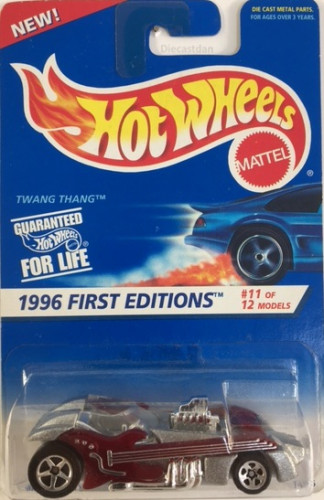 NEW!
Diecastdan
DIE CAST METAL PARTS.
FOR AGES OVER 3 YEARS.
HOT WHEELS
MATTEL
TWANG THANG™
GUARANTEED
Hot Wheels
FOR LIFE
1996 FIRST EDITIONS™
#11 OF
12 MODELS